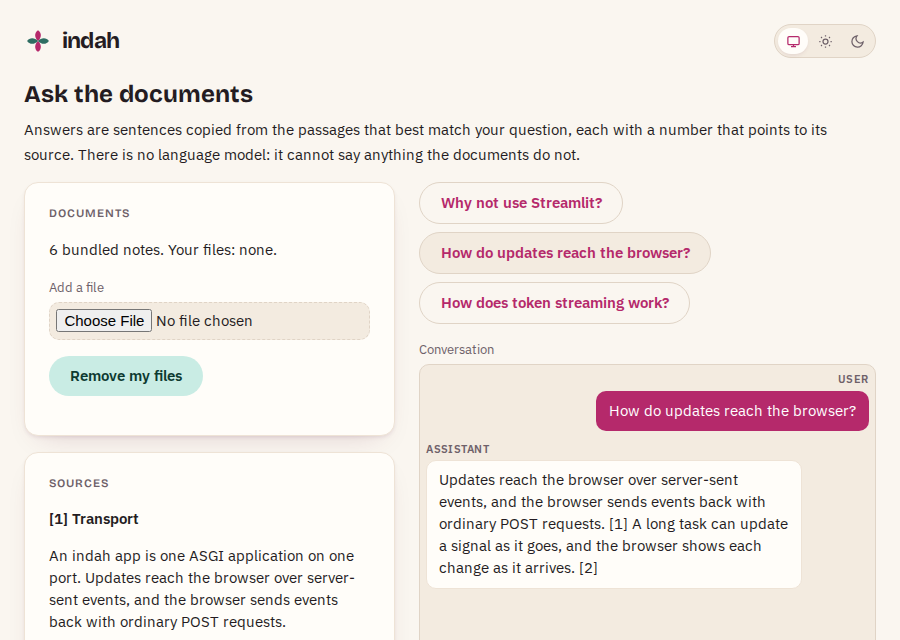 indah
Ask the documents
Answers are sentences copied from the passages that best match your question, each with a number that points to its
source. There is no language model: it cannot say anything the documents do not.
DOCUMENTS
6 bundled notes. Your files: none.
Add a file
Choose File No file chosen
Remove my files
SOURCES
[1] Transport
An indah app is one ASGI application on one
port. Updates reach the browser over server-
sent events, and the browser sends events
back with ordinary POST requests.
Why not use Streamlit?
How do updates reach the browser?
How does token streaming work?
Conversation
USER
How do updates reach the browser?
ASSISTANT
Updates reach the browser over server-sent
events, and the browser sends events back with
ordinary POST requests. [1] A long task can update
a signal as it goes, and the browser shows each
change as it arrives. [2]